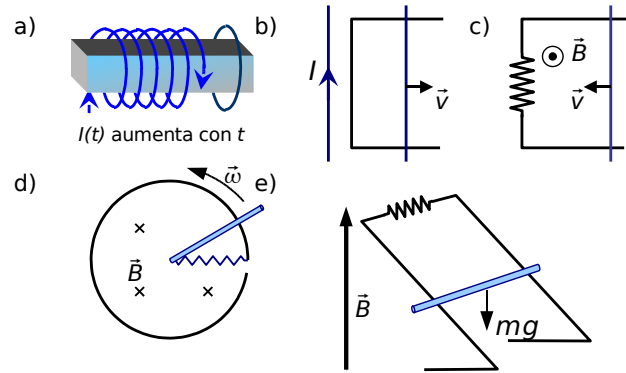 a)
b)
c)
I
v⃗
B⃗
v⃗
I(t) aumenta con t
d)
ω⃗
e)
B⃗
B⃗
mg